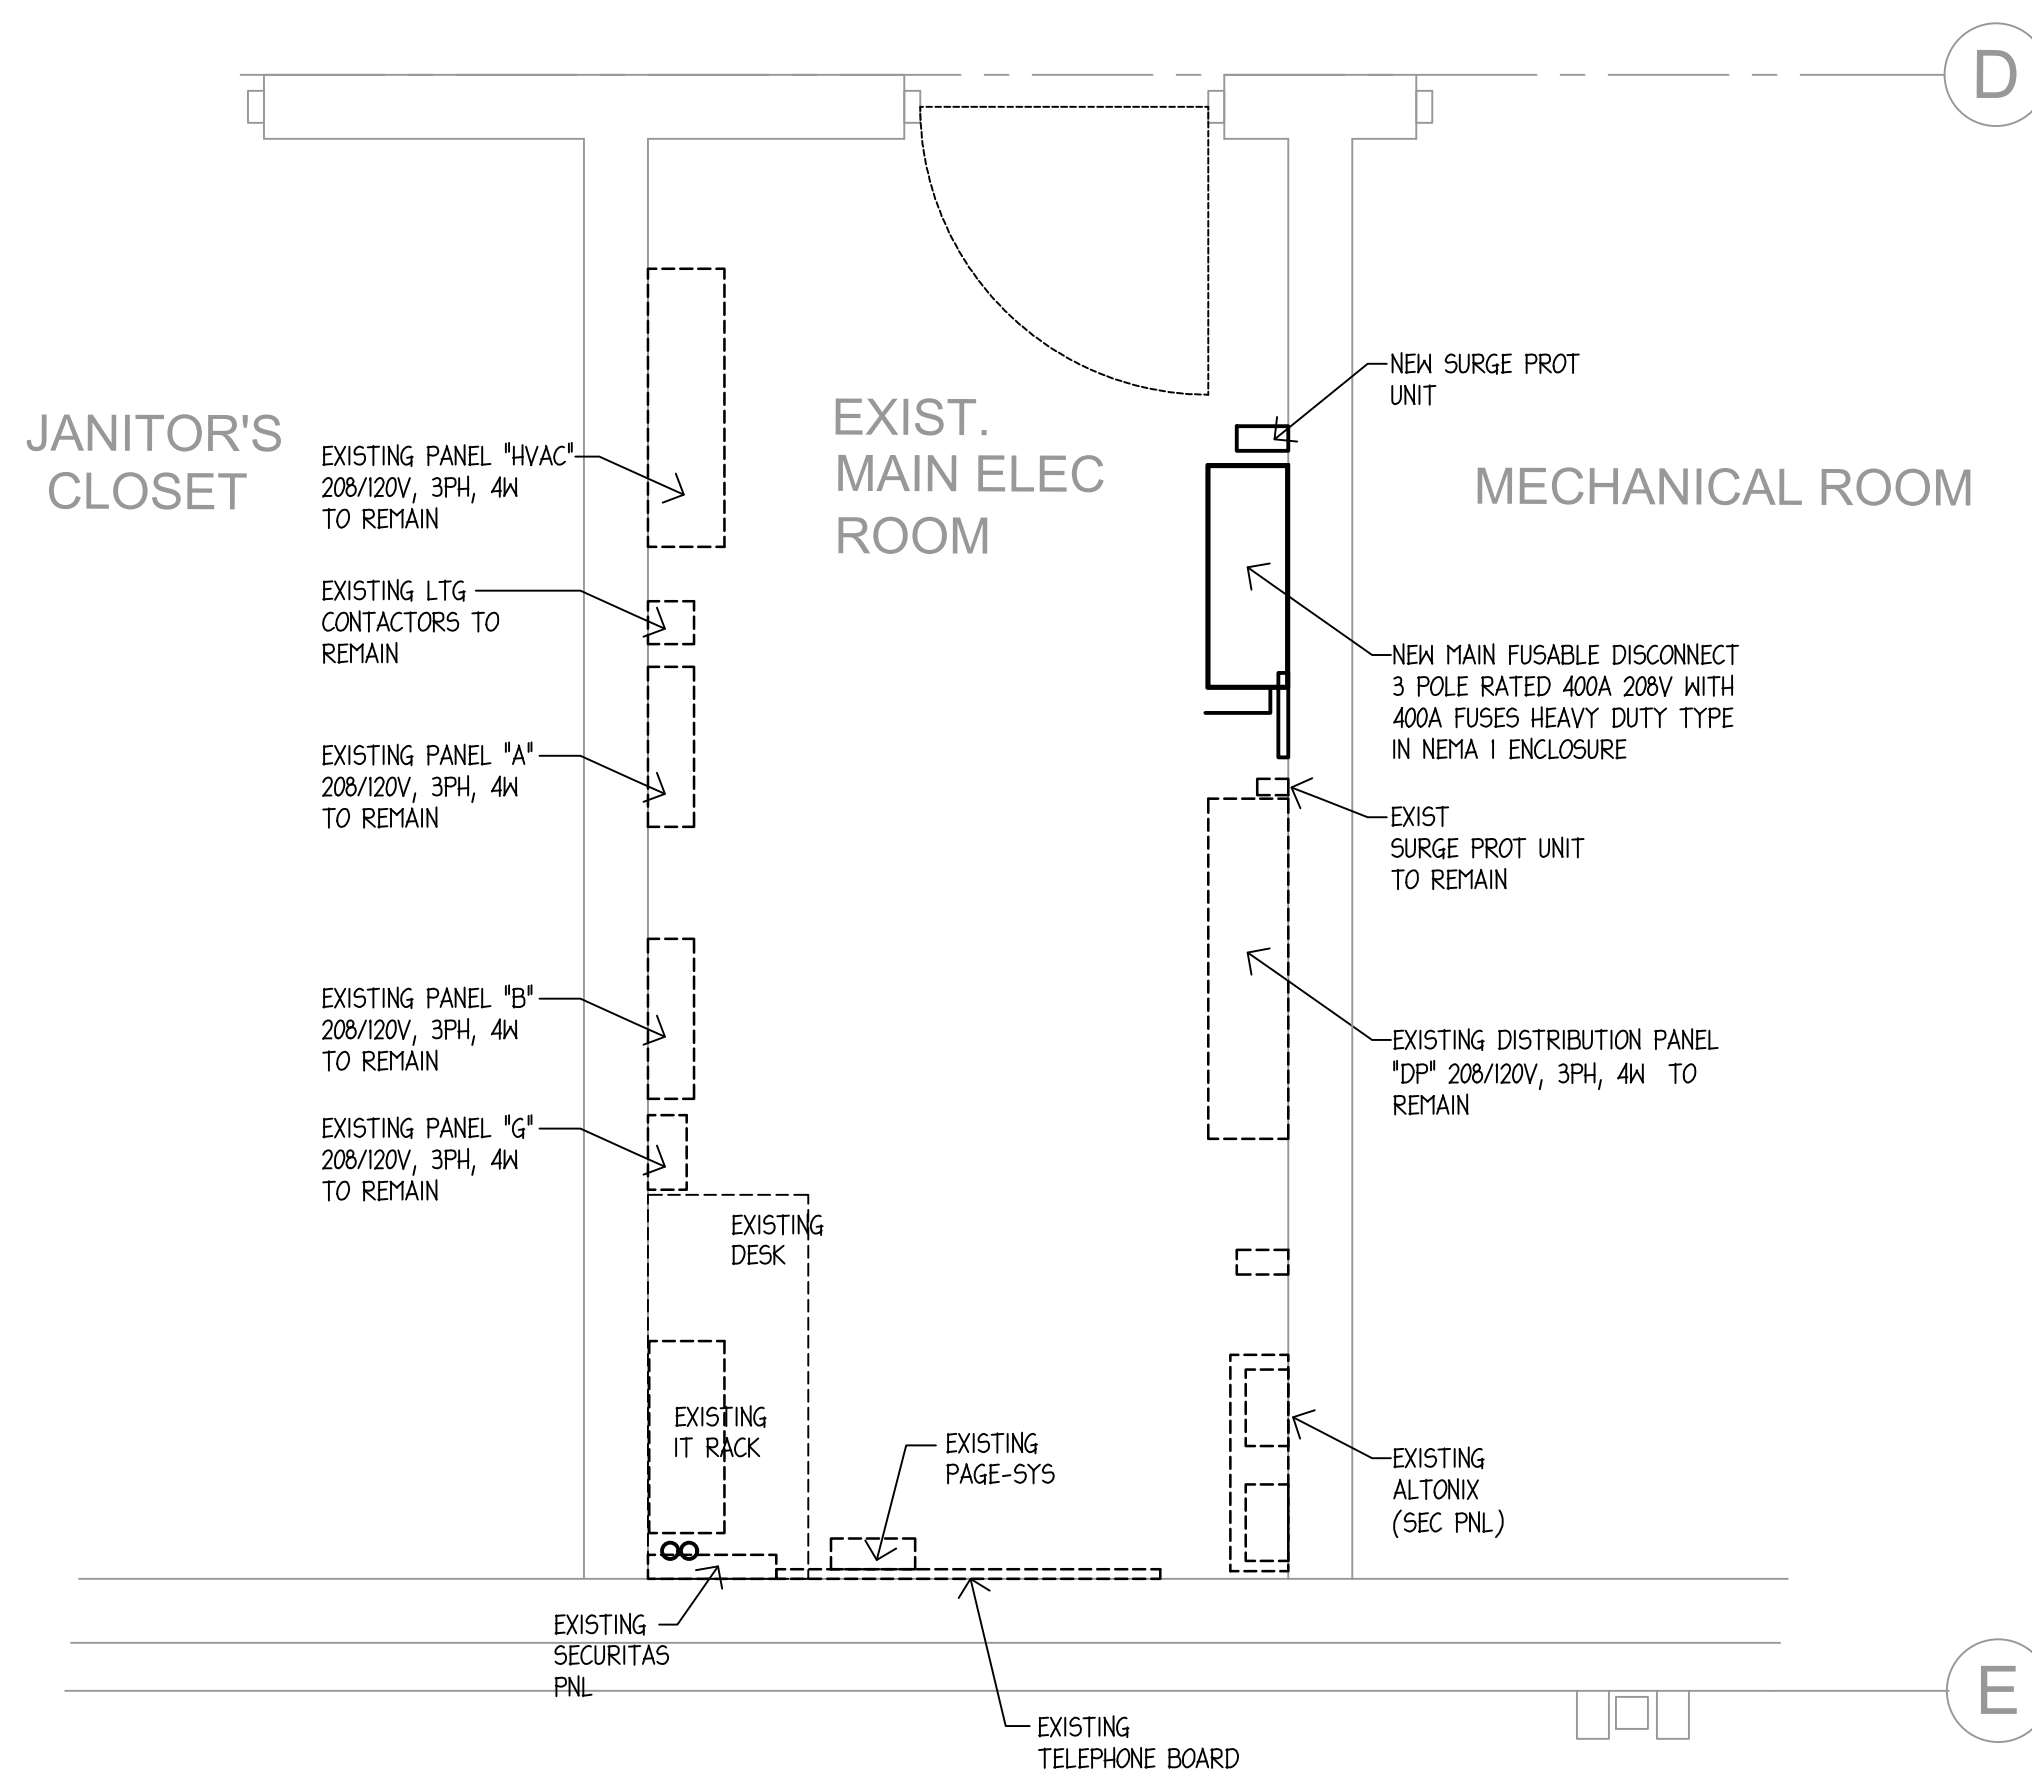 D
JANITOR'S
CLOSET
EXISTING PANEL "HVAC"
208/120V, 3PH, 4W
TO REMAIN
EXISTING LTG
CONTACTORS TO
REMAIN
EXISTING PANEL "A"
208/120V, 3PH, 4W
TO REMAIN
EXISTING PANEL "B"
208/120V, 3PH, 4W
TO REMAIN
EXISTING PANEL "G"
208/120V, 3PH, 4W
TO REMAIN
EXIST.
MAIN ELEC
ROOM
NEW SURGE PROT
UNIT
MECHANICAL ROOM
NEW MAIN FUSABLE DISCONNECT
3 POLE RATED 400A 208V WITH
400A FUSES HEAVY DUTY TYPE
IN NEMA 1 ENCLOSURE
EXIST
SURGE PROT UNIT
TO REMAIN
EXISTING DISTRIBUTION PANEL
"DP" 208/120V, 3PH, 4W TO
REMAIN
EXISTING
DESK
EXISTING
IT RACK
EXISTING
PAGE-SYS
EXISTING
ALTONIX
(SEC PNL)
EXISTING
SECURITAS
PNL
EXISTING
TELEPHONE BOARD
E